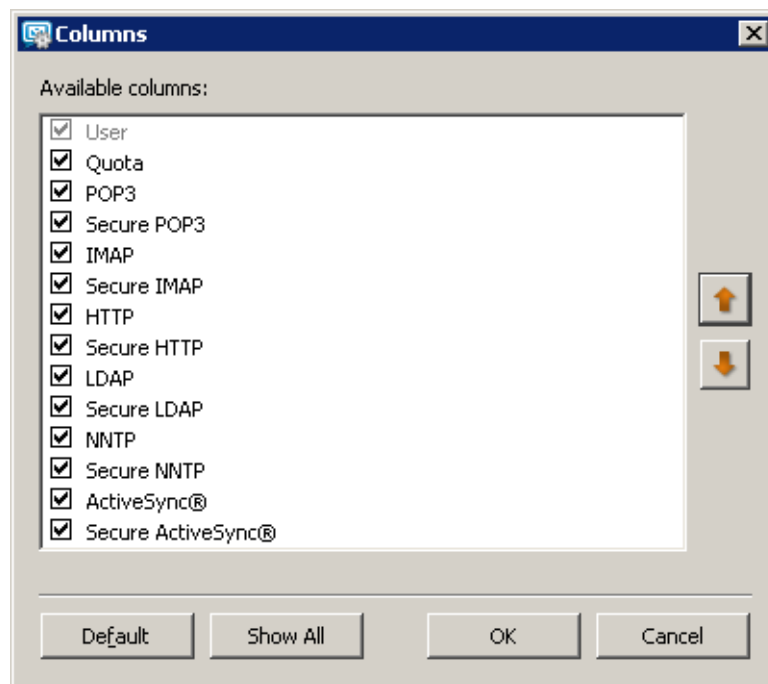 Columns
Available columns:
User
Quota
POP3
Secure POP3
IMAP
Secure IMAP
HTTP
Secure HTTP
LDAP
Secure LDAP
NNTP
Secure NNTP
ActiveSync®
Secure ActiveSync®
Default Show All OK Cancel